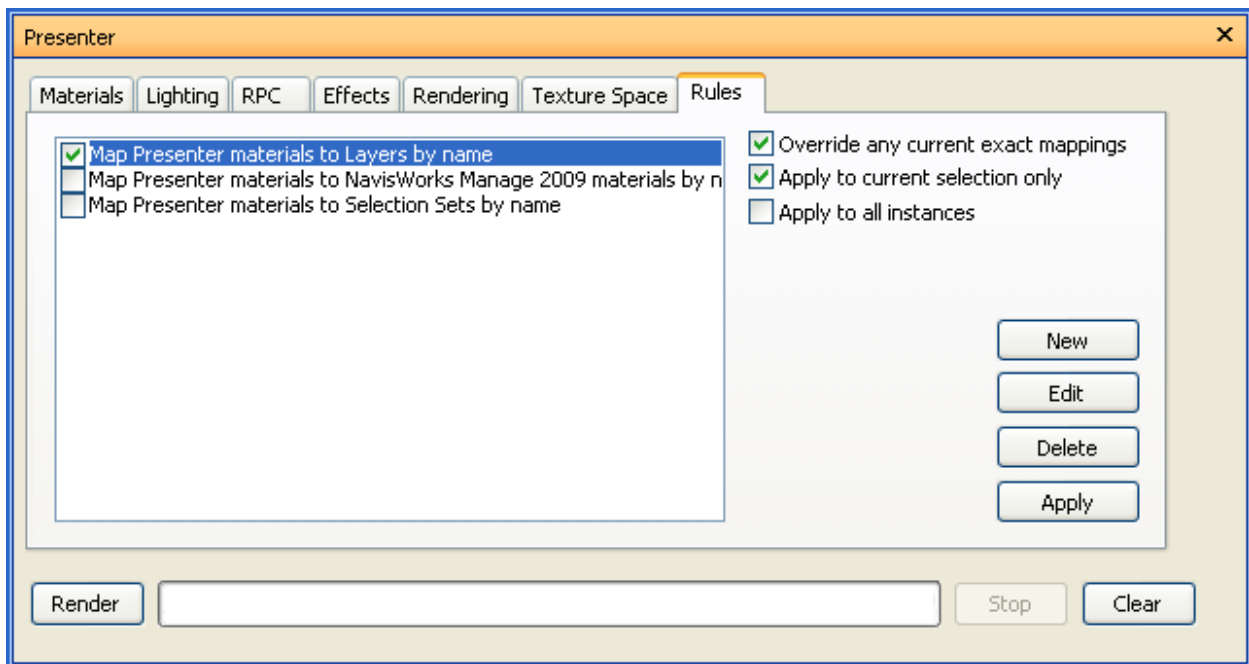 Presenter
Materials Lighting RPC Effects Rendering Texture Space Rules
Map Presenter materials to Layers by name
Map Presenter materials to NavisWorks Manage 2009 materials by n
Map Presenter materials to Selection Sets by name
Override any current exact mappings
Apply to current selection only
Apply to all instances
New
Edit
Delete
Apply
Render
Stop
Clear